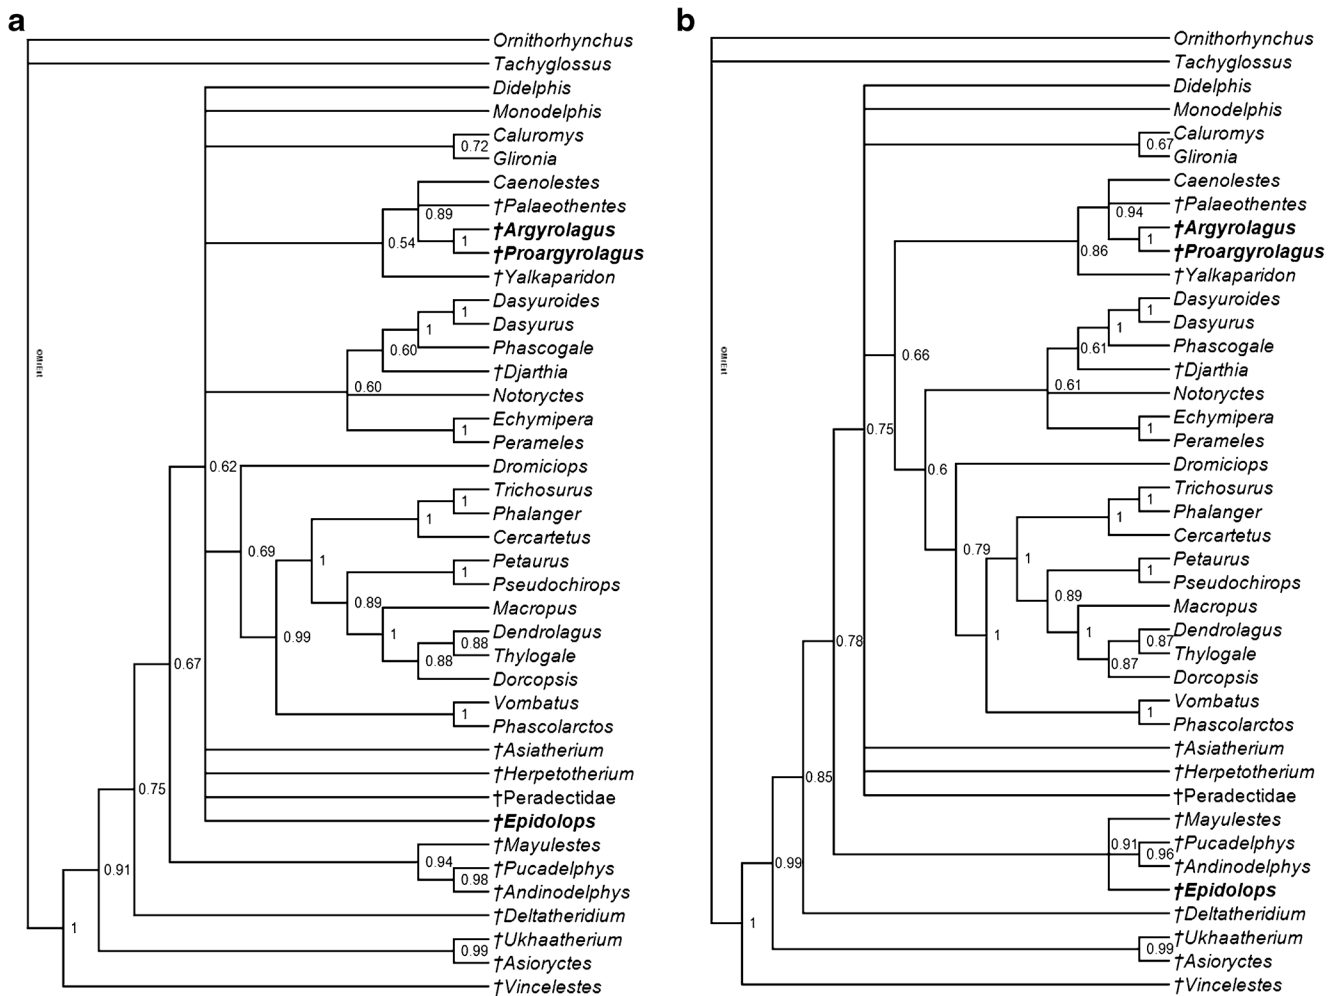 a
Ornithorhynchus
Tachyglossus
Didelphis
Monodelphis
Caluromys
0.72
Glironia
Caenolestes
†Palaeothentes
0.89
†Argyrolagus
1
0.54
†Proargyrolagus
†Yalkaparidon
Dasyuroides
1
Dasyurus
1
Phascogale
0.60
†Djarthia
0.60
Notoryctes
Echymipera
1
Perameles
0.62
Dromiciops
Trichosurus
1
Phalanger
1
Cercartetus
0.69
1
Petaurus
1
Pseudochirops
0.89
Macropus
1
Dendrolagus
0.99
0.88
Thylogale
0.88
0.67
Dorcopsis
Vombatus
1
Phascolarctos
†Asiatherium
†Herpetotherium
0.75
†Peradectidae
†Epidolops
†Mayulestes
0.94
†Pucadelphys
0.91
0.98
†Andinodelphys
†Deltatheridium
1
†Ukhaatherium
0.99
†Asioryctes
†Vincelestes
b
Ornithorhynchus
Tachyglossus
Didelphis
Monodelphis
Caluromys
0.67
Glironia
Caenolestes
†Palaeothentes
0.94
†Argyrolagus
1
0.86
†Proargyrolagus
†Yalkaparidon
Dasyuroides
1
Dasyurus
1
Phascogale
0.61
0.66
†Djarthia
0.61
Notoryctes
Echymipera
1
0.75
Perameles
Dromiciops
0.6
Trichosurus
1
Phalanger
1
Cercartetus
0.79
1
Petaurus
1
Pseudochirops
0.89
Macropus
1
Dendrolagus
1
0.78
0.87
Thylogale
0.87
Dorcopsis
Vombatus
1
Phascolarctos
†Asiatherium
†Herpetotherium
0.85
†Peradectidae
†Mayulestes
0.91
†Pucadelphys
0.96
0.99
†Andinodelphys
†Epidolops
†Deltatheridium
1
†Ukhaatherium
0.99
†Asioryctes
†Vincelestes